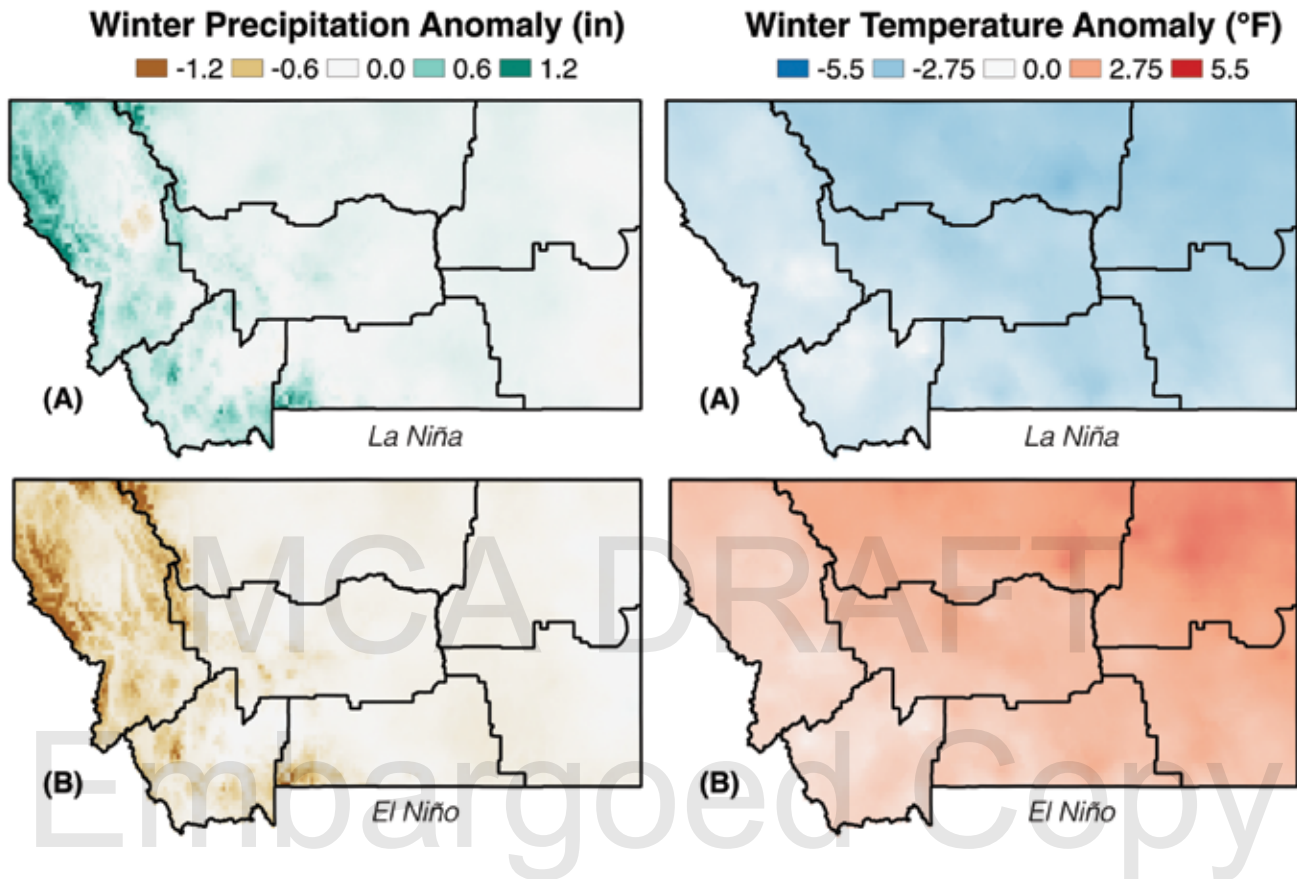 Winter Precipitation Anomaly (in)
-1.2 -0.6 0.0 0.6 1.2
(A)
La Niña
Winter Temperature Anomaly (°F)
-5.5 -2.75 0.0 2.75 5.5
(A)
La Niña
(B)
El Niño
(B)
El Niño
MCA DRAFT
Embargoed Copy